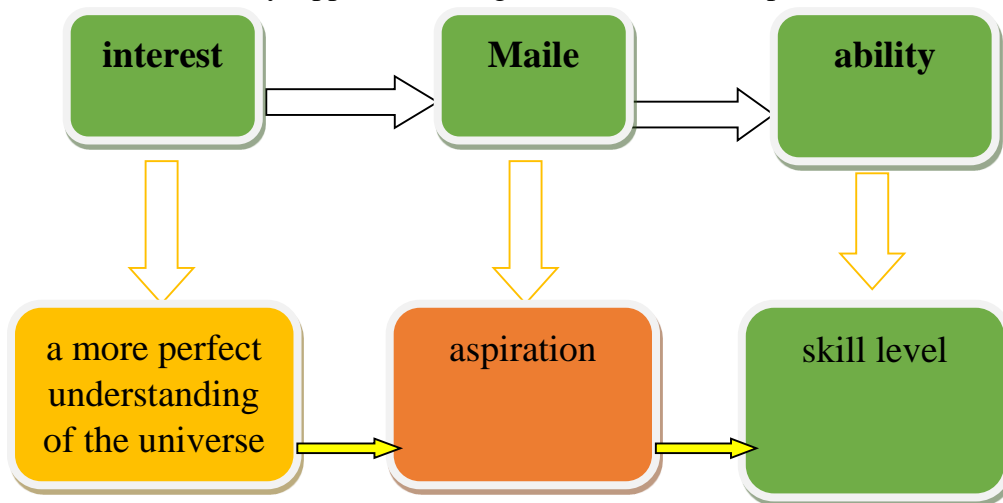 interest
Maile
ability
a more perfect
understanding
of the universe
aspiration
skill level